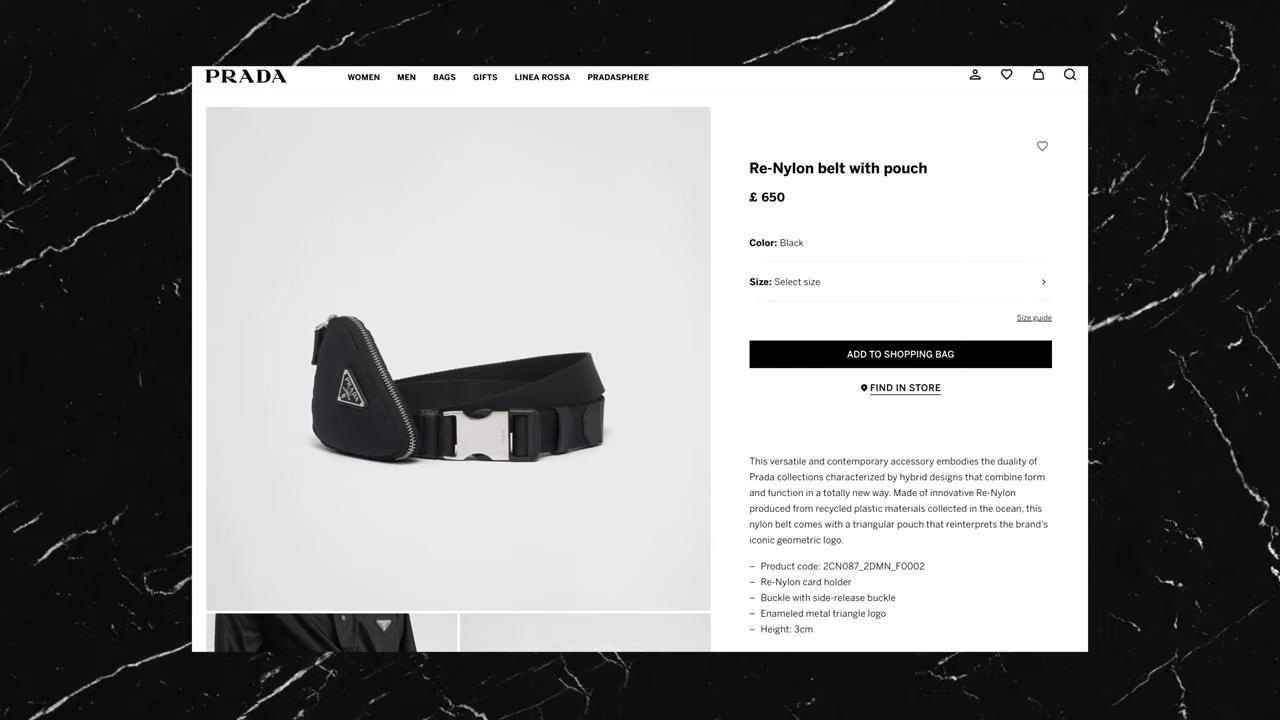 PRADA
WOMEN MEN BAGS GIFTS LINEA ROSSA PRADASPHERE
Re-Nylon belt with pouch
£ 650
Color: Black
Size: Select size
Size guide
ADD TO SHOPPING BAG
FIND IN STORE
PRADA
This versatile and contemporary accessory embodies the duality of
Prada collections characterized by hybrid designs that combine form
and function in a totally new way. Made of innovative Re-Nylon
produced from recycled plastic materials collected in the ocean, this
nylon belt comes with a triangular pouch that reinterprets the brand's
iconic geometric logo.
– Product code: 2CN087_2DMN_F0002
– Re-Nylon card holder
– Buckle with side-release buckle
– Enameled metal triangle logo
– Height: 3cm